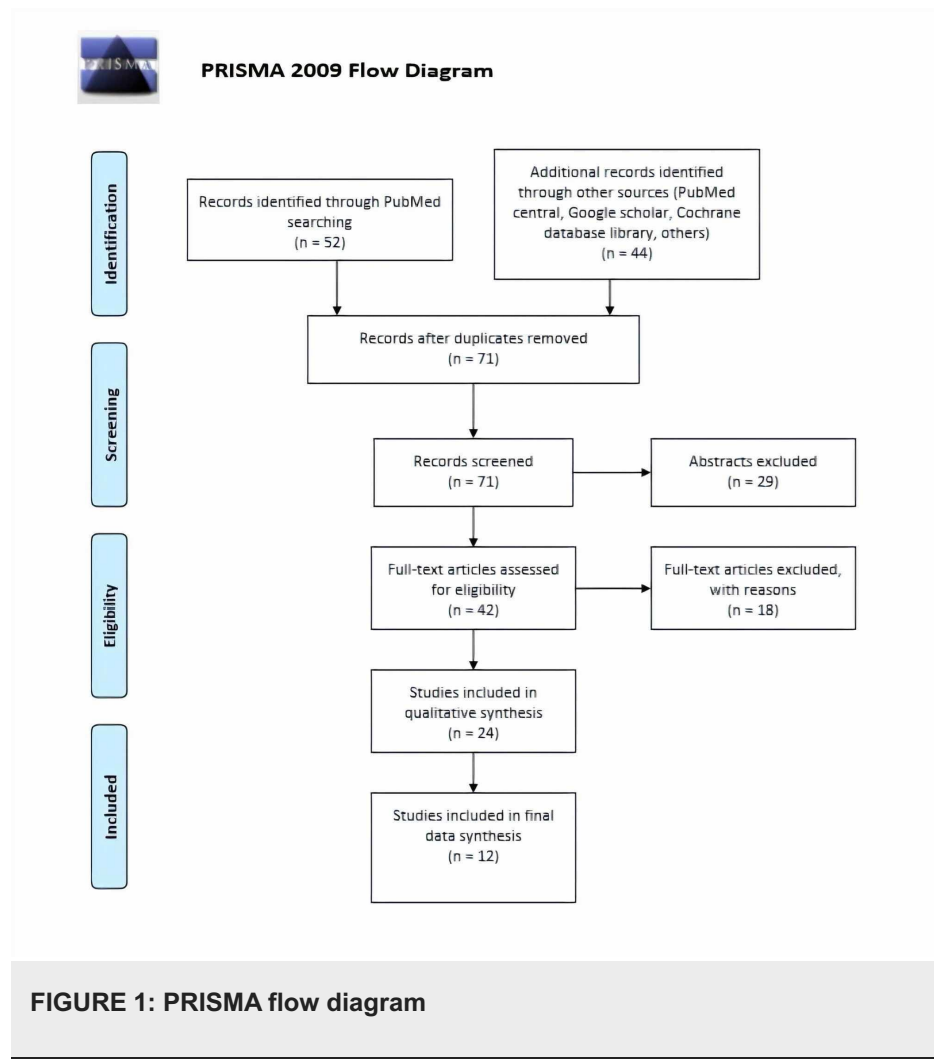 PRISMA
PRISMA 2009 Flow Diagram
Identification
Records identified through PubMed
searching
(n = 52)
Additional records identified
through other sources (PubMed
central, Google scholar, Cochrane
database library, others)
(n = 44)
Records after duplicates removed
(n = 71)
Screening
Records screened
(n = 71)
Abstracts excluded
(n = 29)
Eligibility
Full-text articles assessed
for eligibility
(n = 42)
Full-text articles excluded,
with reasons
(n = 18)
Studies included in
qualitative synthesis
(n = 24)
Included
Studies included in final
data synthesis
(n = 12)
FIGURE 1: PRISMA flow diagram